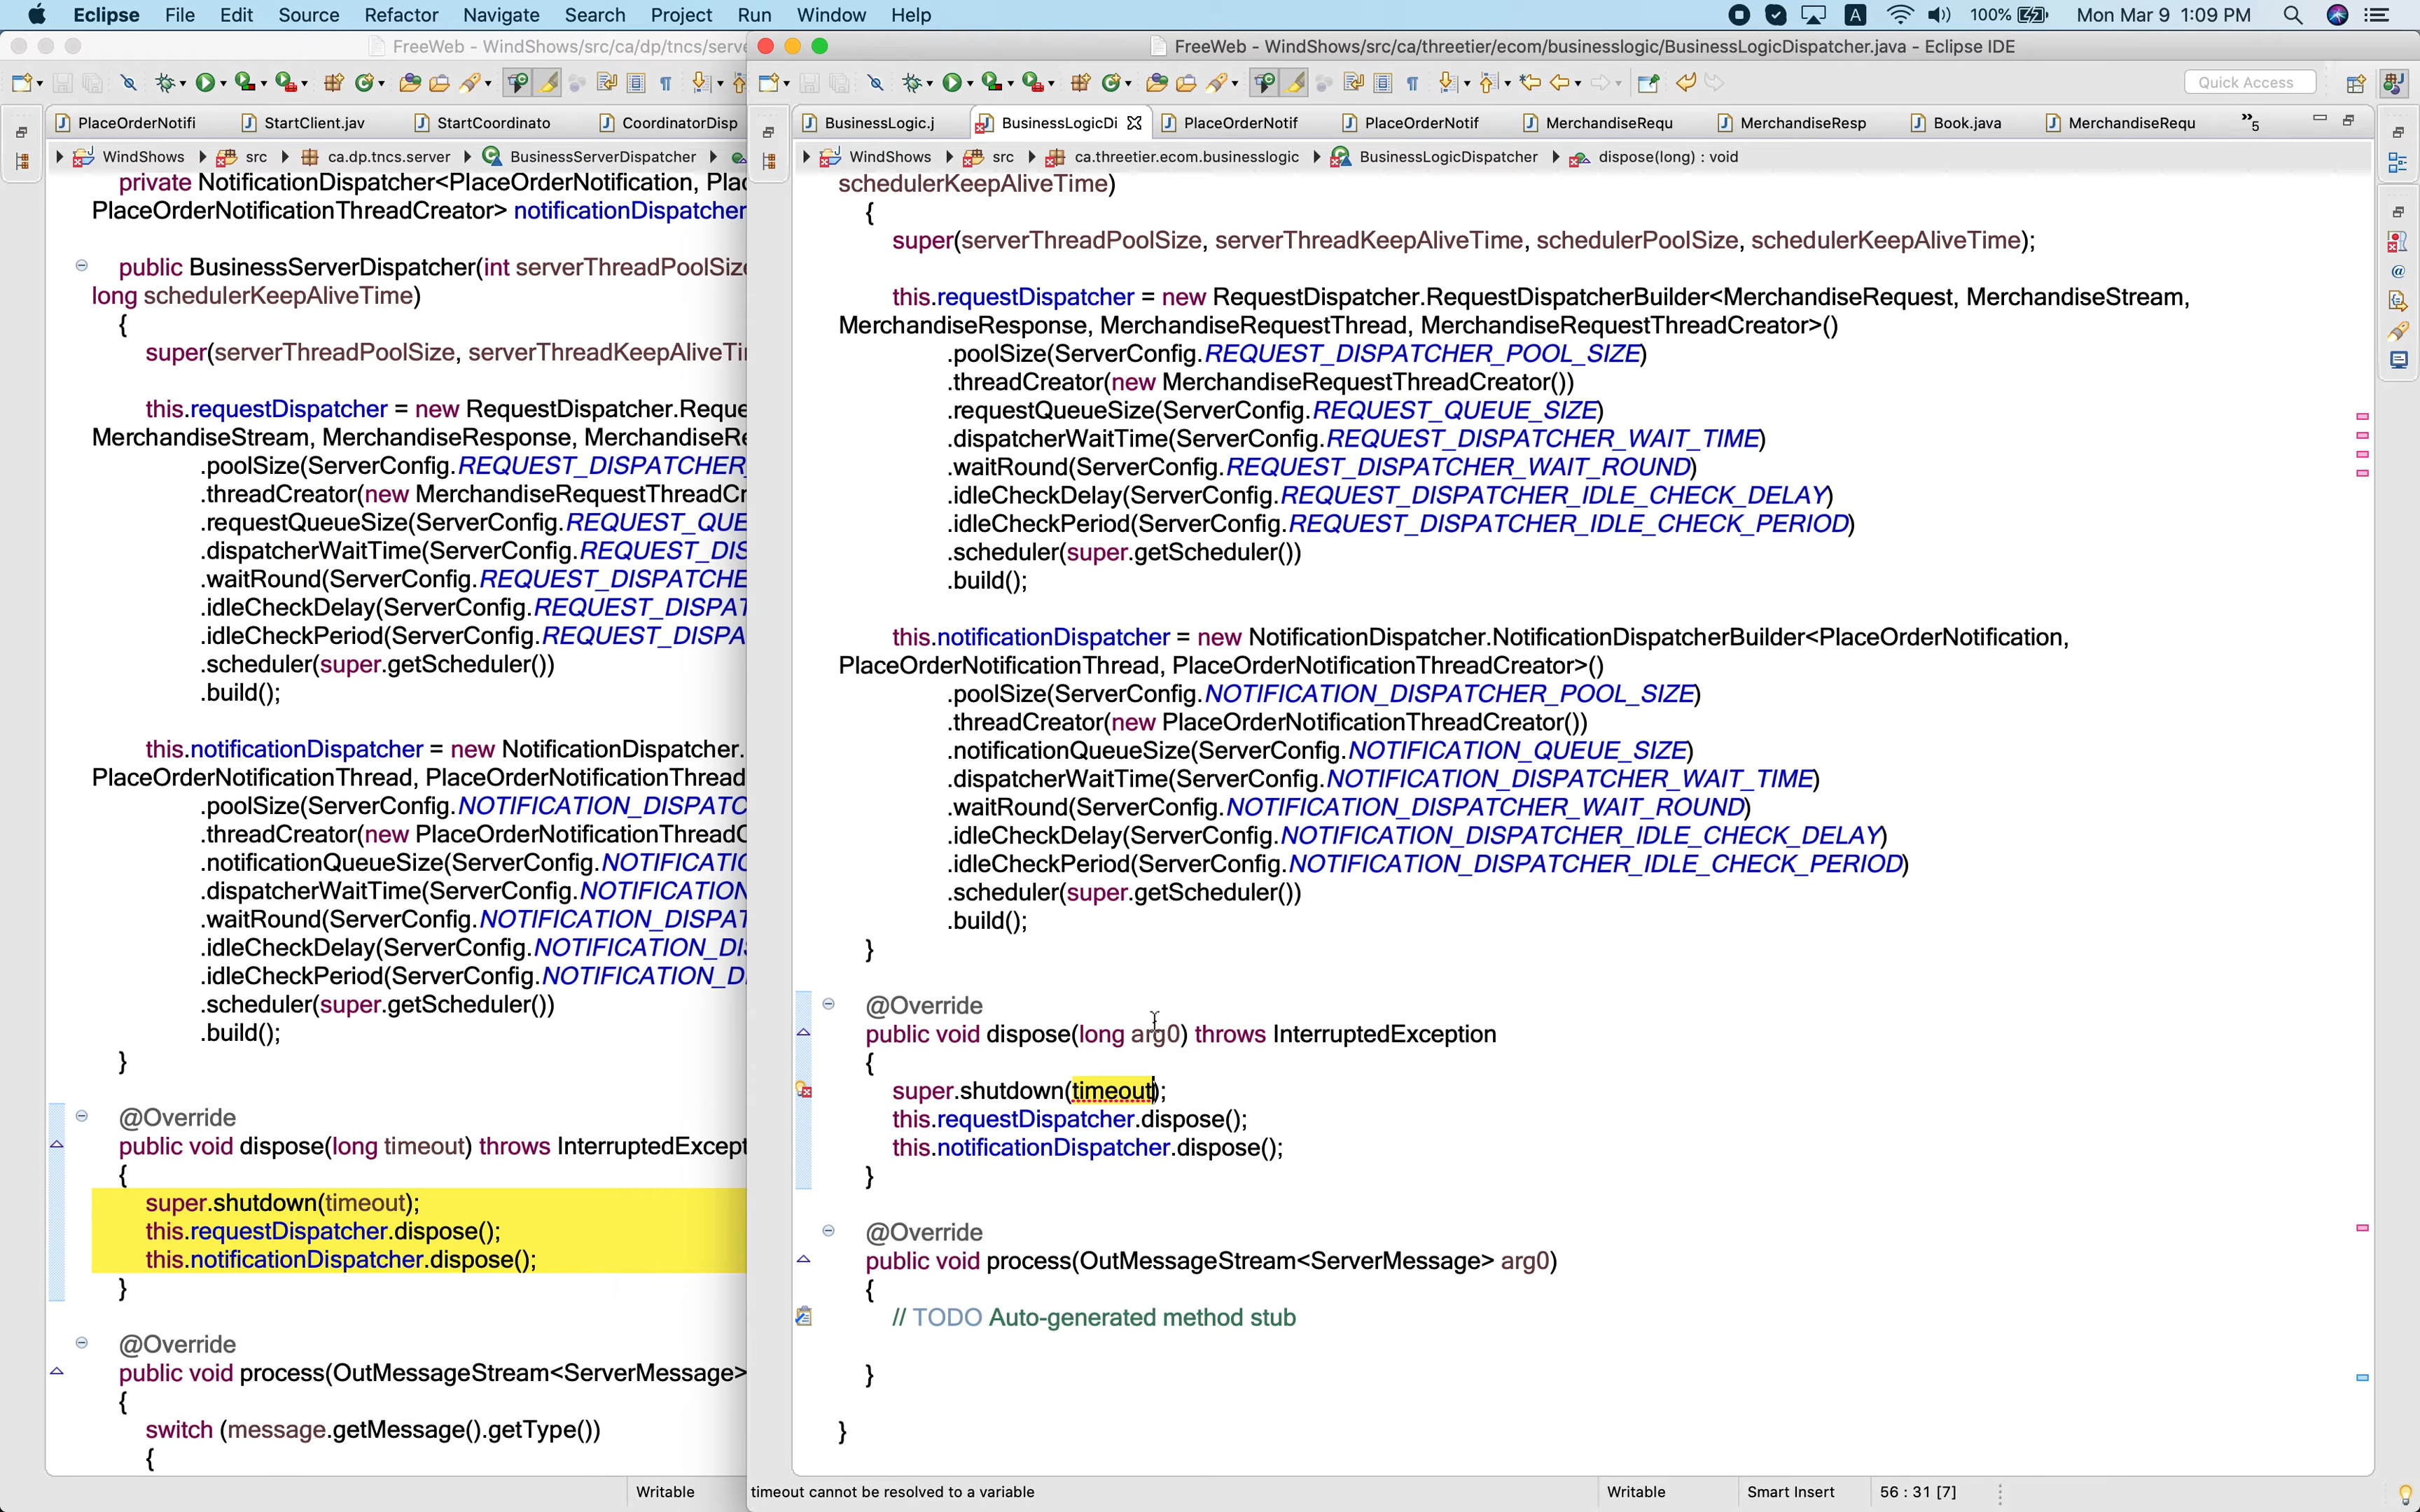 Eclipse File Edit Source Refactor Navigate Search Project Run Window Help
A 100% Mon Mar 9 1:09 PM
FreeWeb - WindShows/src/ca/dp/tncs/serve
PlaceOrderNotifi StartClient.jav StartCoordinato CoordinatorDisp
WindShows src ca.dp.tncs.server BusinessServerDispatcher
private NotificationDispatcher<PlaceOrderNotification, Plac
PlaceOrderNotificationThreadCreator> notificationDispatcher
public BusinessServerDispatcher(int serverThreadPoolSize
long schedulerKeepAliveTime)
{
super(serverThreadPoolSize, serverThreadKeepAliveTi
this.requestDispatcher = new RequestDispatcher.Reque
MerchandiseStream, MerchandiseResponse, MerchandiseRe
.poolSize(ServerConfig.REQUEST_DISPATCHER
.threadCreator(new MerchandiseRequestThreadCr
.requestQueueSize(ServerConfig.REQUEST_QUE
.dispatcherWaitTime(ServerConfig.REQUEST_DIS
.waitRound(ServerConfig.REQUEST_DISPATCHE
.idleCheckDelay(ServerConfig.REQUEST_DISPAT
.idleCheckPeriod(ServerConfig.REQUEST_DISPA
.scheduler(super.getScheduler())
.build();
this.notificationDispatcher = new NotificationDispatcher.
PlaceOrderNotificationThread, PlaceOrderNotificationThread
.poolSize(ServerConfig.NOTIFICATION_DISPATC
.threadCreator(new PlaceOrderNotificationThreadC
.notificationQueueSize(ServerConfig.NOTIFICATIO
.dispatcherWaitTime(ServerConfig.NOTIFICATION
.waitRound(ServerConfig.NOTIFICATION_DISPAT
.idleCheckDelay(ServerConfig.NOTIFICATION_DI
.idleCheckPeriod(ServerConfig.NOTIFICATION_D
.scheduler(super.getScheduler())
.build();
}
@Override
public void dispose(long timeout) throws InterruptedExcept
{
super.shutdown(timeout);
this.requestDispatcher.dispose();
this.notificationDispatcher.dispose();
}
@Override
public void process(OutMessageStream<ServerMessage>
{
switch (message.getMessage().getType())
{
Writable
FreeWeb - WindShows/src/ca/threetier/ecom/businesslogic/BusinessLogicDispatcher.java - Eclipse IDE
Quick Access
BusinessLogic.j BusinessLogicDi PlaceOrderNotif PlaceOrderNotif MerchandiseRequ MerchandiseResp Book.java MerchandiseRequ »5
WindShows src ca.threetier.ecom.businesslogic BusinessLogicDispatcher dispose(long) : void
schedulerKeepAliveTime)
{
super(serverThreadPoolSize, serverThreadKeepAliveTime, schedulerPoolSize, schedulerKeepAliveTime);
this.requestDispatcher = new RequestDispatcher.RequestDispatcherBuilder<MerchandiseRequest, MerchandiseStream,
MerchandiseResponse, MerchandiseRequestThread, MerchandiseRequestThreadCreator>()
.poolSize(ServerConfig.REQUEST_DISPATCHER_POOL_SIZE)
.threadCreator(new MerchandiseRequestThreadCreator())
.requestQueueSize(ServerConfig.REQUEST_QUEUE_SIZE)
.dispatcherWaitTime(ServerConfig.REQUEST_DISPATCHER_WAIT_TIME)
.waitRound(ServerConfig.REQUEST_DISPATCHER_WAIT_ROUND)
.idleCheckDelay(ServerConfig.REQUEST_DISPATCHER_IDLE_CHECK_DELAY)
.idleCheckPeriod(ServerConfig.REQUEST_DISPATCHER_IDLE_CHECK_PERIOD)
.scheduler(super.getScheduler())
.build();
this.notificationDispatcher = new NotificationDispatcher.NotificationDispatcherBuilder<PlaceOrderNotification,
PlaceOrderNotificationThread, PlaceOrderNotificationThreadCreator>()
.poolSize(ServerConfig.NOTIFICATION_DISPATCHER_POOL_SIZE)
.threadCreator(new PlaceOrderNotificationThreadCreator())
.notificationQueueSize(ServerConfig.NOTIFICATION_QUEUE_SIZE)
.dispatcherWaitTime(ServerConfig.NOTIFICATION_DISPATCHER_WAIT_TIME)
.waitRound(ServerConfig.NOTIFICATION_DISPATCHER_WAIT_ROUND)
.idleCheckDelay(ServerConfig.NOTIFICATION_DISPATCHER_IDLE_CHECK_DELAY)
.idleCheckPeriod(ServerConfig.NOTIFICATION_DISPATCHER_IDLE_CHECK_PERIOD)
.scheduler(super.getScheduler())
.build();
}
@Override
public void dispose(long arg0) throws InterruptedException
{
super.shutdown(timeout);
this.requestDispatcher.dispose();
this.notificationDispatcher.dispose();
}
@Override
public void process(OutMessageStream<ServerMessage> arg0)
{
// TODO Auto-generated method stub
}
}
timeout cannot be resolved to a variable Writable Smart Insert 56 : 31 [7]